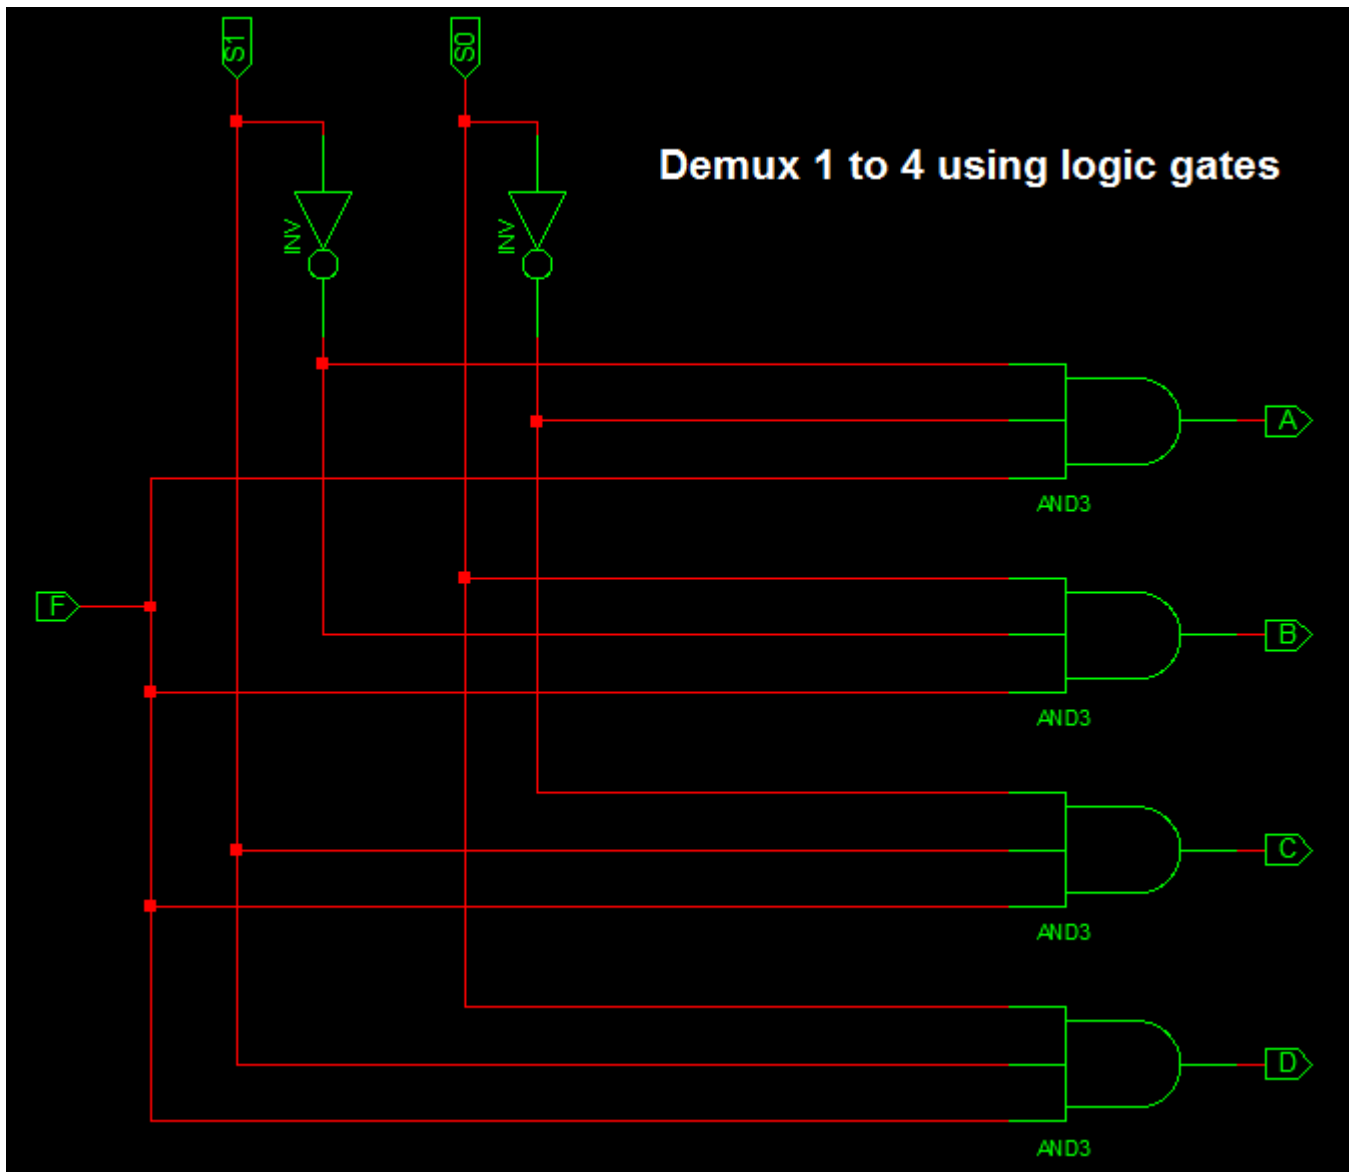 S1
S0
Demux 1 to 4 using logic gates
INV
INV
A
AND3
F
B
AND3
C
AND3
D
AND3